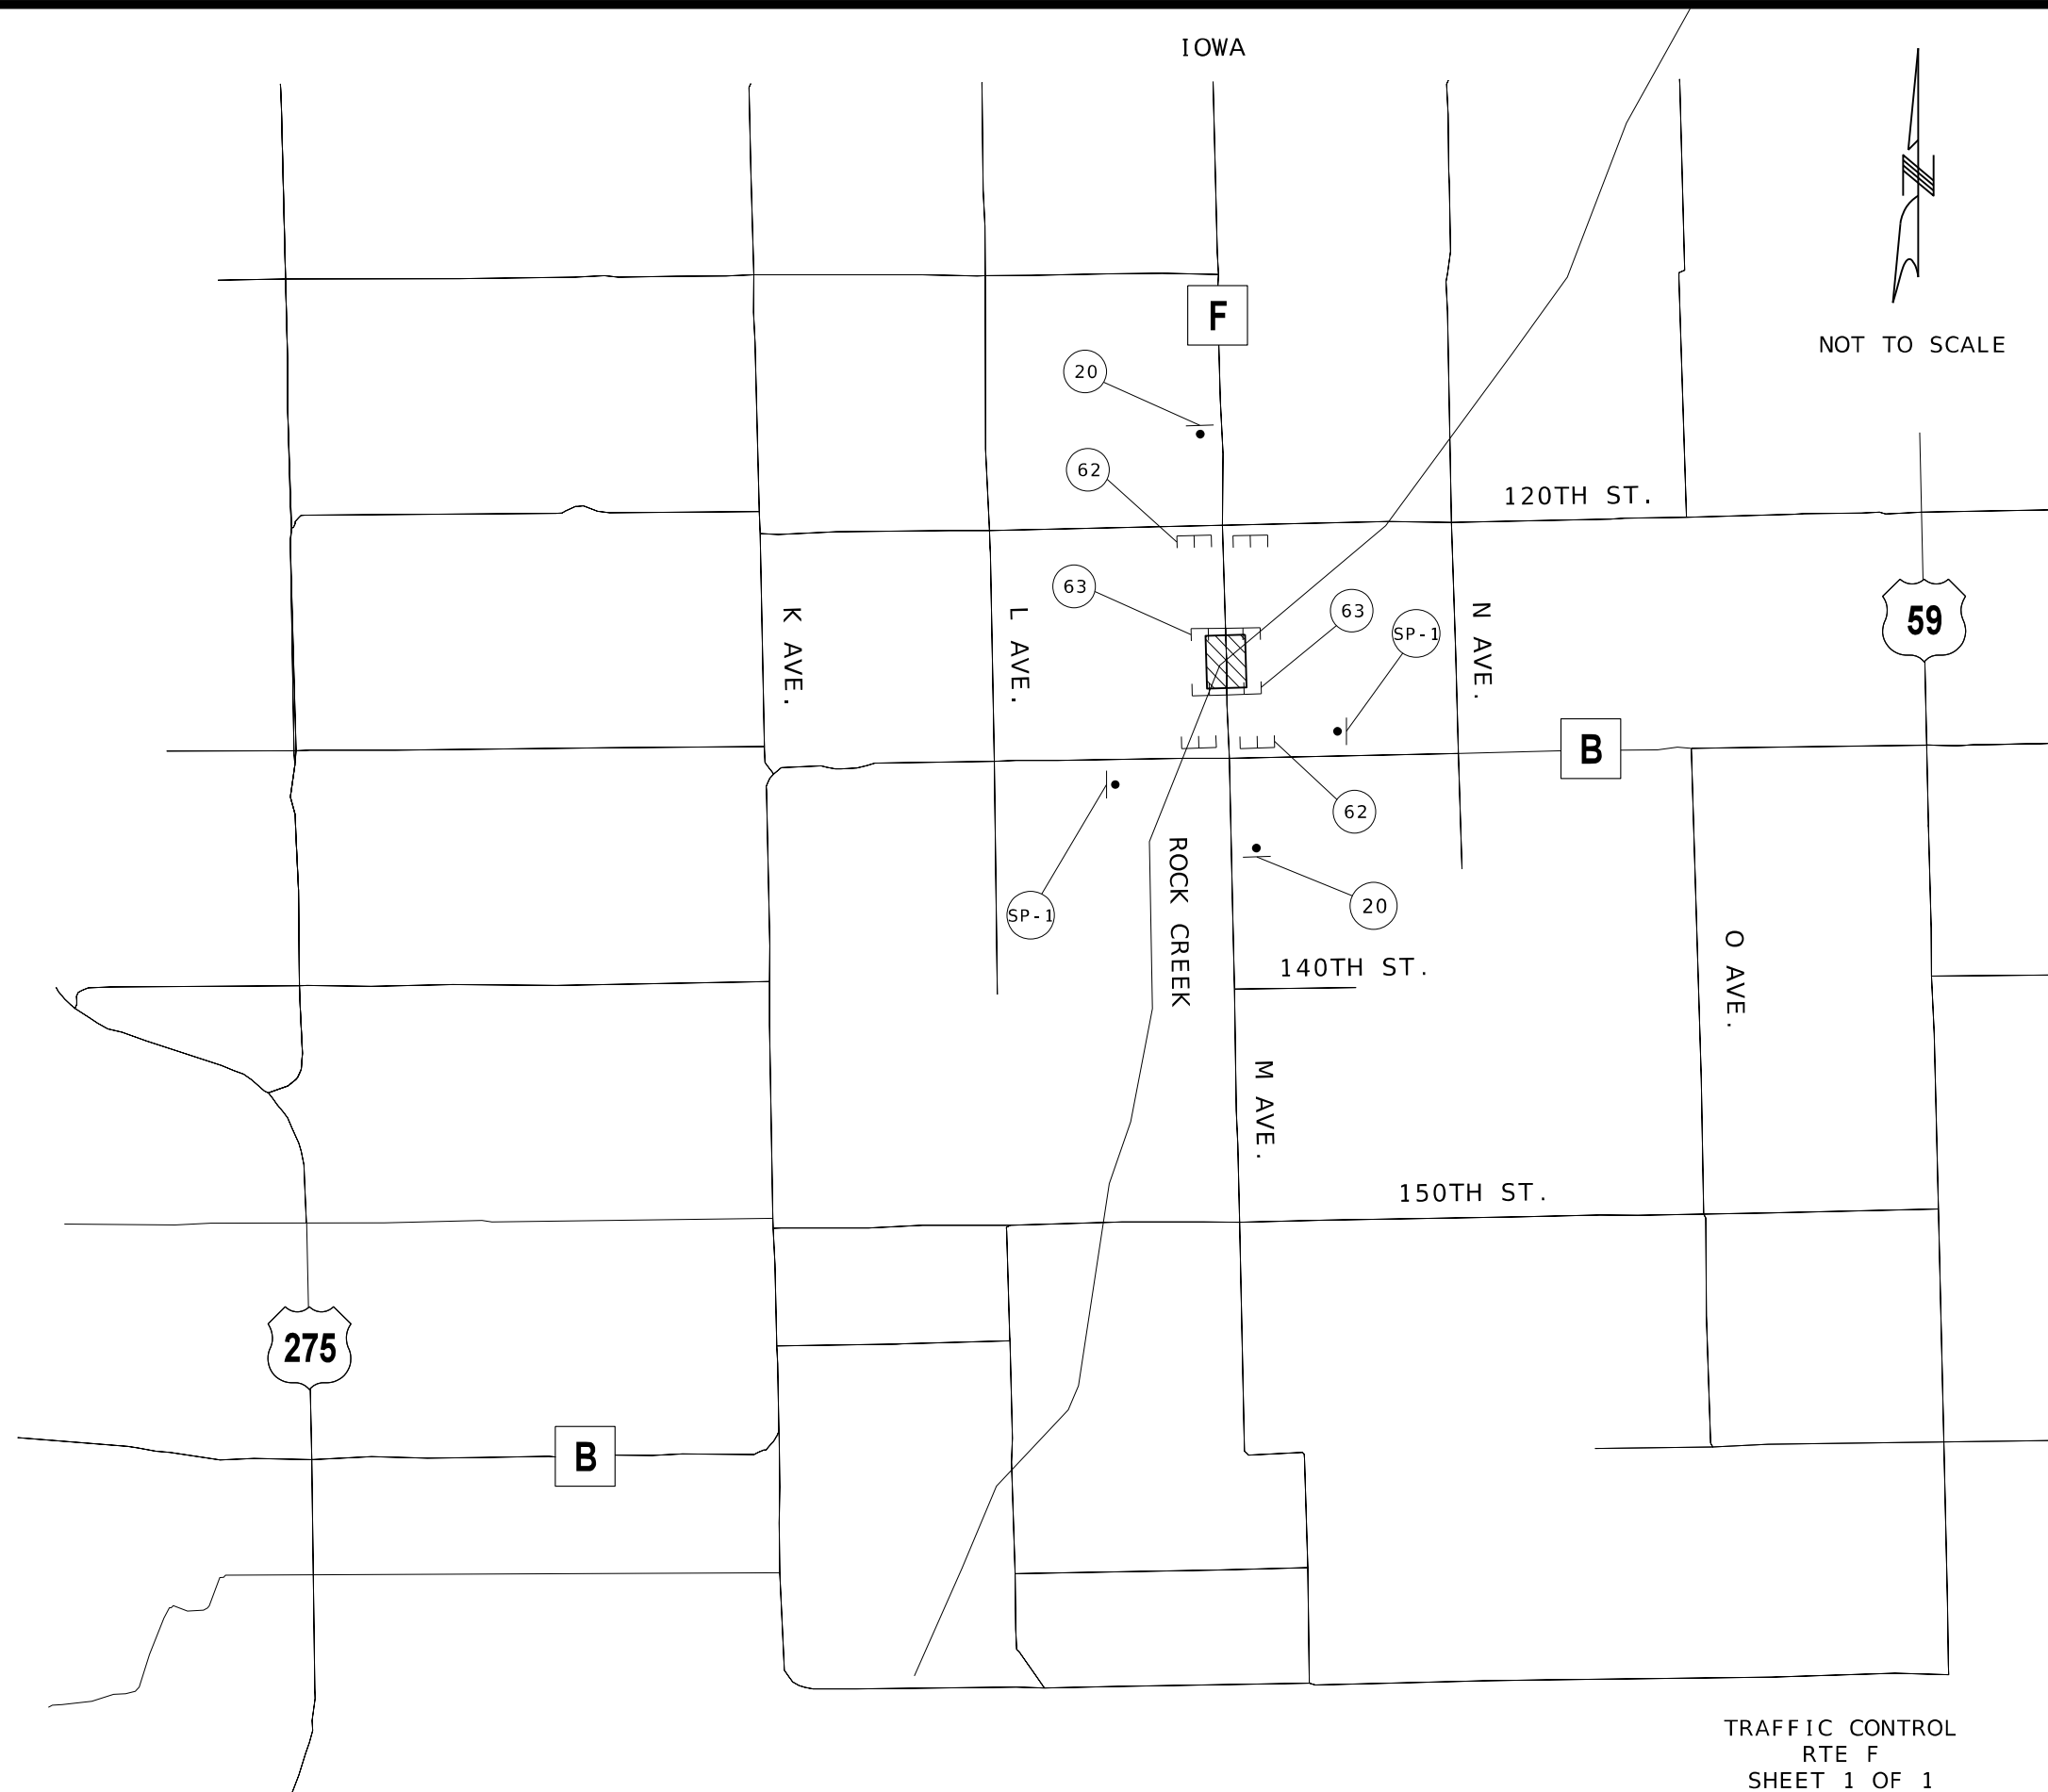 IOWA
N
F
NOT TO SCALE
20
62
120TH ST.
63
63
SP-1
K AVE.
L AVE.
N AVE.
59
B
62
SP-1
20
ROCK CREEK
140TH ST.
O AVE.
M AVE.
150TH ST.
275
B
TRAFFIC CONTROL
RTE F
SHEET 1 OF 1